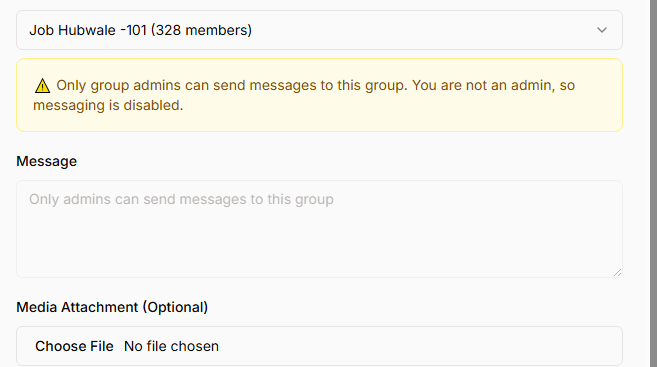 Job Hubwale -101 (328 members)
⚠️ Only group admins can send messages to this group. You are not an admin, so
messaging is disabled.
Message
Only admins can send messages to this group
Media Attachment (Optional)
Choose File No file chosen